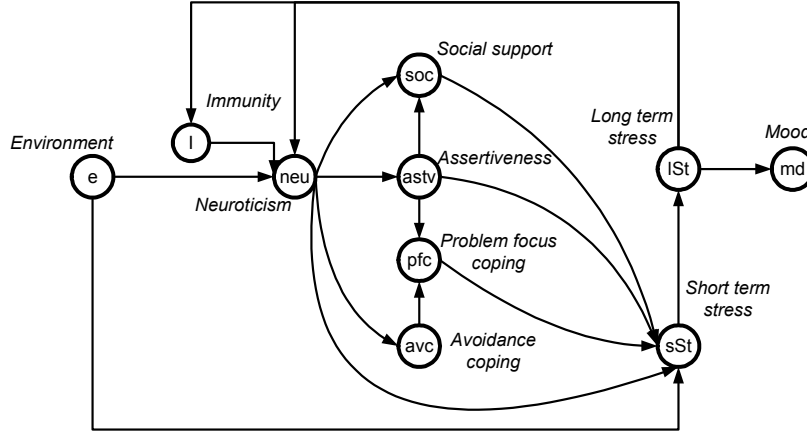 Social support
soc
Immunity
Long term
stress
Mood
Environment
I
Assertiveness
e
neu
astv
lSt
md
Neuroticism
Problem focus
coping
pfc
Short term
stress
avc
Avoidance
coping
sSt